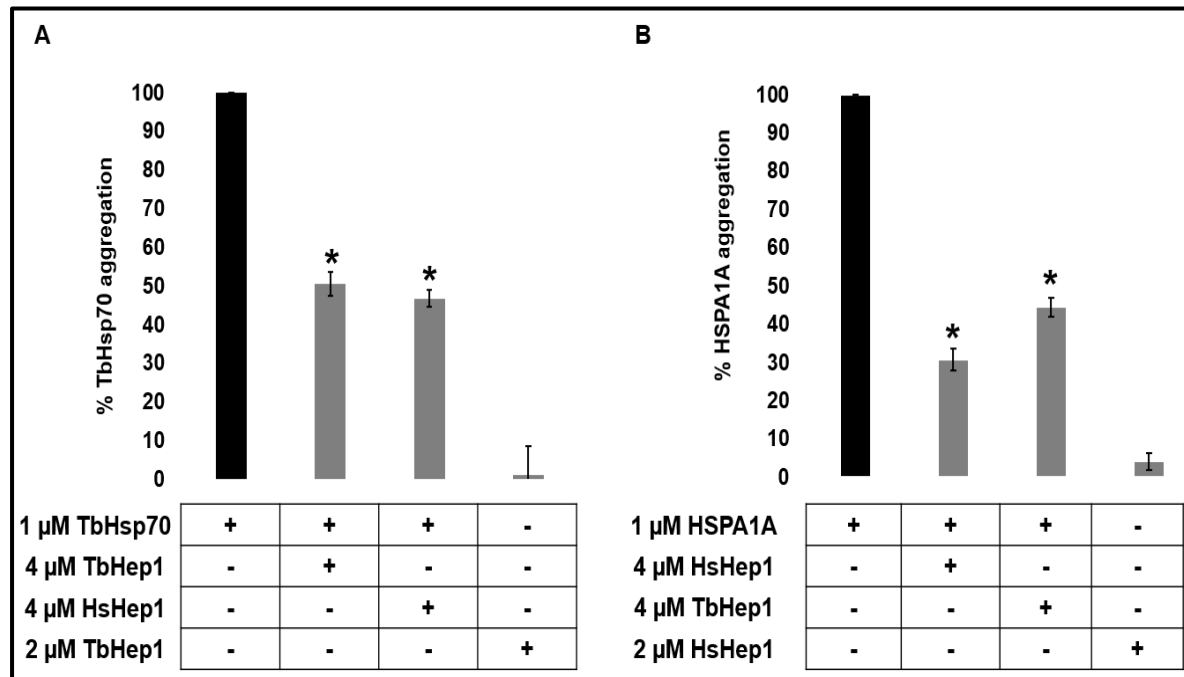 A
B
% TbHsp70 aggregation
100
90
80
70
60
50
40
30
20
10
0
*
*
1 µM TbHsp70 + + + -
4 µM TbHep1 - + - -
4 µM HsHep1 - - + -
2 µM TbHep1 - - - +
% HSPA1A aggregation
100
90
80
70
60
50
40
30
20
10
0
*
*
1 µM HSPA1A + + + -
4 µM HsHep1 - + - -
4 µM TbHep1 - - + -
2 µM HsHep1 - - - +